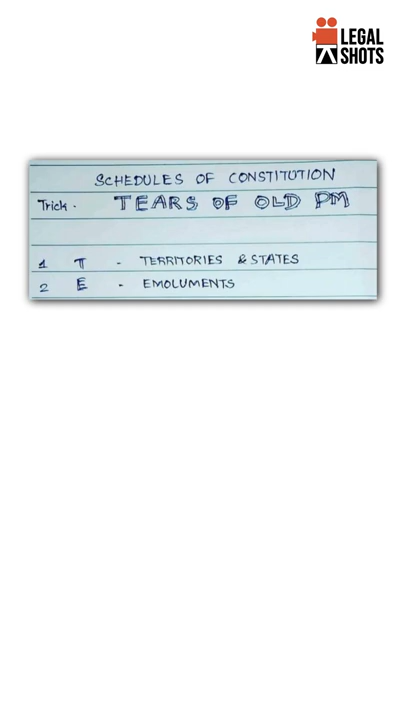 LEGAL
SHOTS
SCHEDULES OF CONSTITUTION
Trick - TEARS OF OLD PM
1 T - TERRITORIES & STATES
2 E - EMOLUMENTS